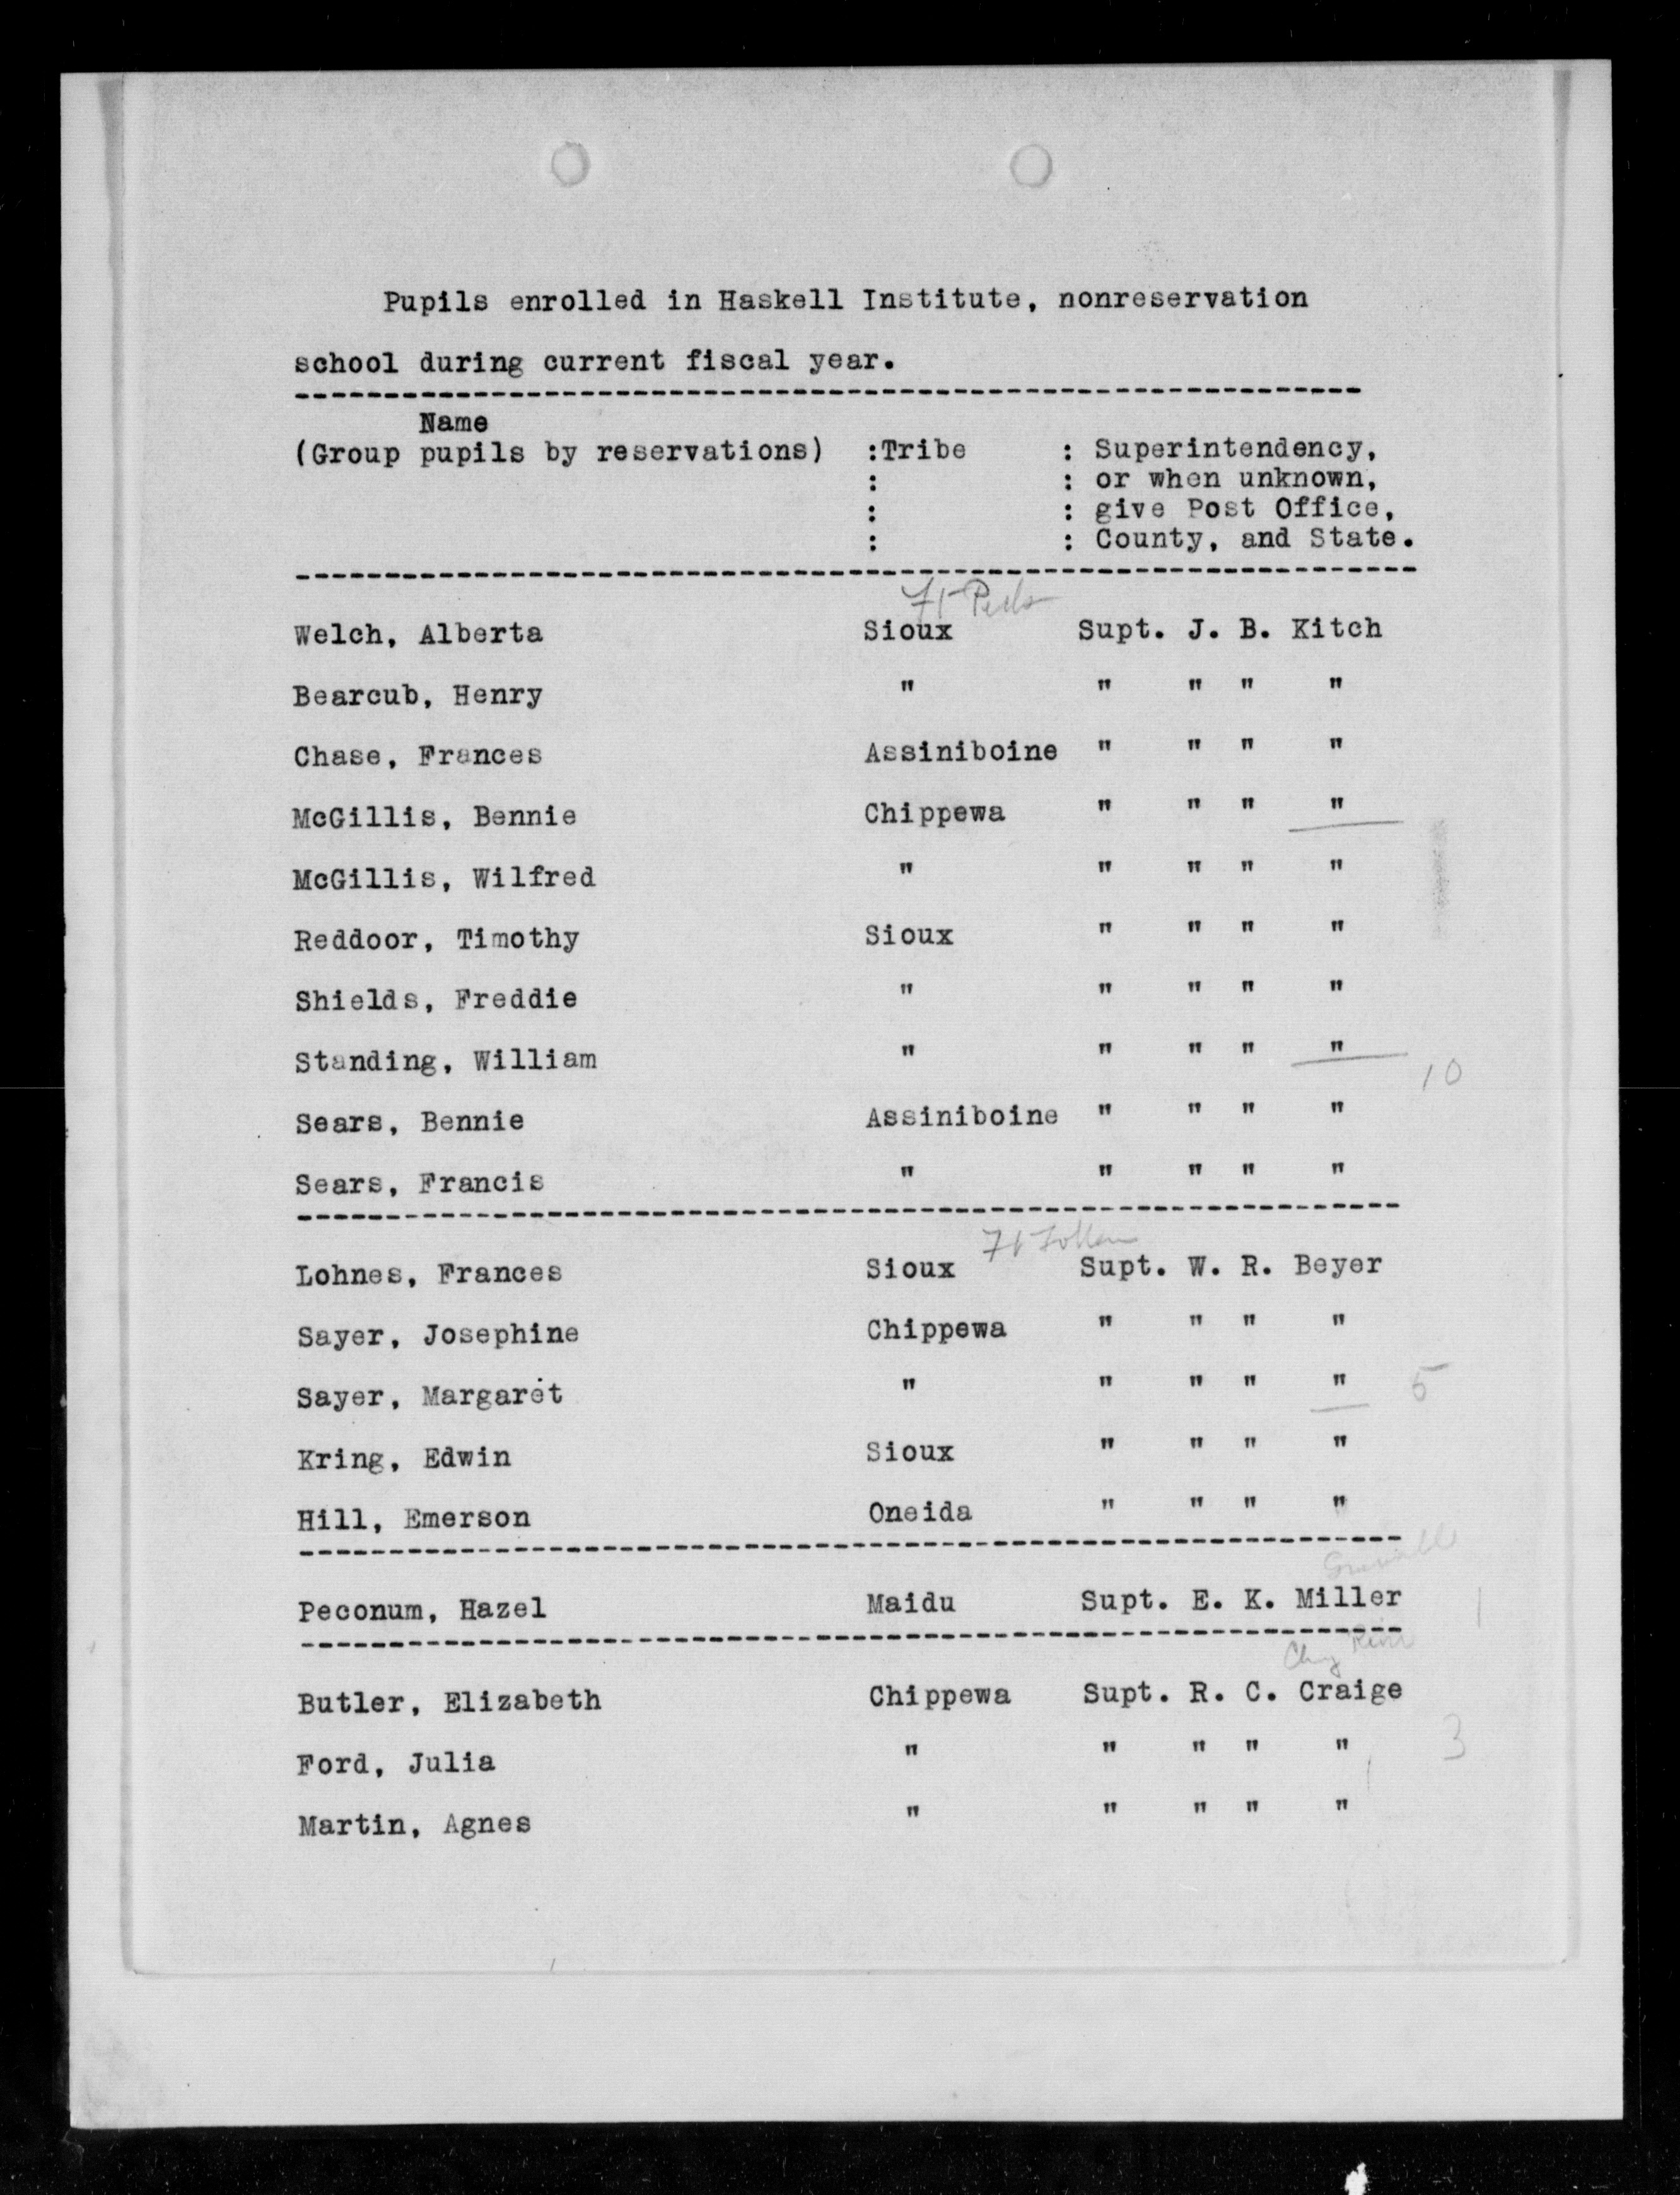 Pupils enrolled in Haskell Institute, nonreservation
school during current fiscal year.
Name
(Group pupils by reservations) :Tribe : Superintendency,
: : or when unknown,
: : give Post Office,
: : County, and State.
Ft Peck
Welch, Alberta Sioux Supt. J. B. Kitch
Bearcub, Henry " " " " "
Chase, Frances Assiniboine " " " "
McGillis, Bennie Chippewa " " " "
McGillis, Wilfred " " " " "
Reddoor, Timothy Sioux " " " "
Shields, Freddie " " " " "
Standing, William " " " " "
10
Sears, Bennie Assiniboine " " " "
Sears, Francis " " " " "
Ft Totten
Lohnes, Frances Sioux Supt. W. R. Beyer
Sayer, Josephine Chippewa " " " "
Sayer, Margaret " " " " " 5
Kring, Edwin Sioux " " " "
Hill, Emerson Oneida " " " "
Peconum, Hazel Maidu Supt. E. K. Miller 1
River
Butler, Elizabeth Chippewa Supt. R. C. Craige
Ford, Julia " " " " " 3
Martin, Agnes " " " " "